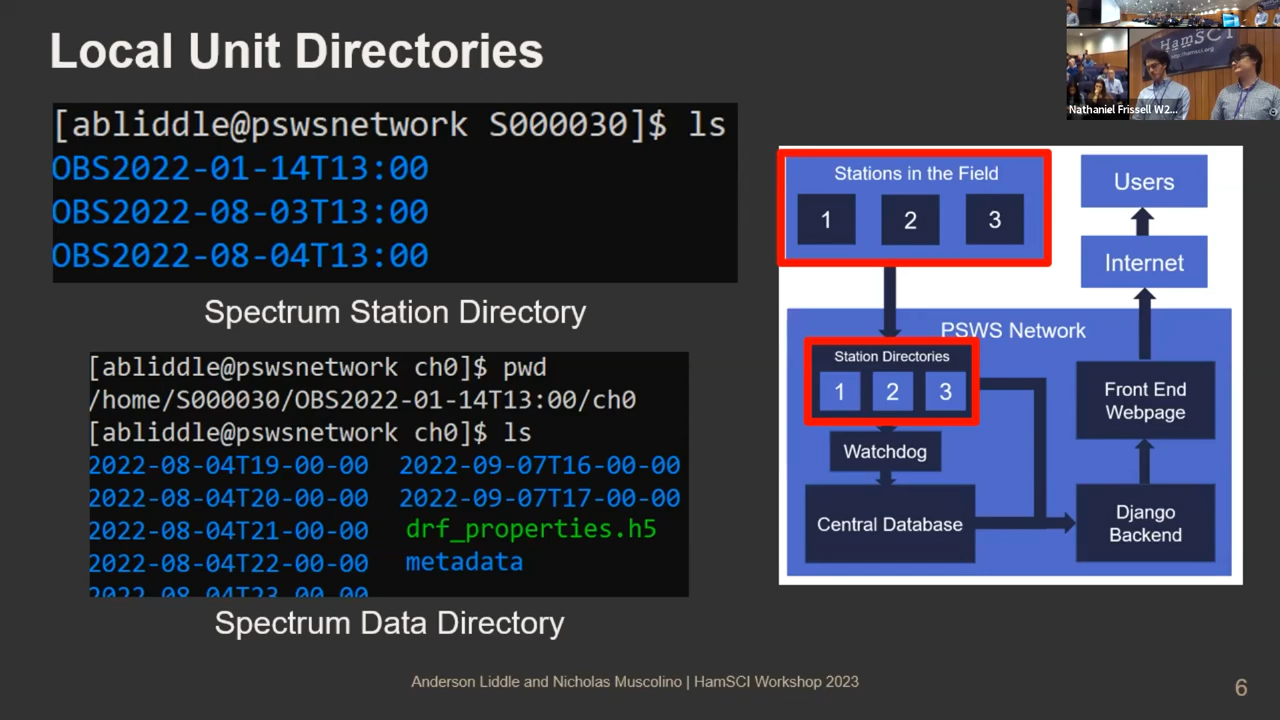 Local Unit Directories
[abliddle@pswsnetwork S000030]$ ls
OBS2022-01-14T13:00
OBS2022-08-03T13:00
OBS2022-08-04T13:00
Spectrum Station Directory
[abliddle@pswsnetwork ch0]$ pwd
/home/S000030/OBS2022-01-14T13:00/ch0
[abliddle@pswsnetwork ch0]$ ls
2022-08-04T19-00-00 2022-09-07T16-00-00
2022-08-04T20-00-00 2022-09-07T17-00-00
2022-08-04T21-00-00 drf_properties.h5
2022-08-04T22-00-00 metadata
2022-08-04T23-00-00
Spectrum Data Directory
HamSCI
http://hamsci.org
Nathaniel Frissell W2...
Stations in the Field
1 2 3
Users
Internet
PSWS Network
Station Directories
1 2 3
Watchdog
Central Database
Front End
Webpage
Django
Backend
Anderson Liddle and Nicholas Muscolino | HamSCI Workshop 2023
6